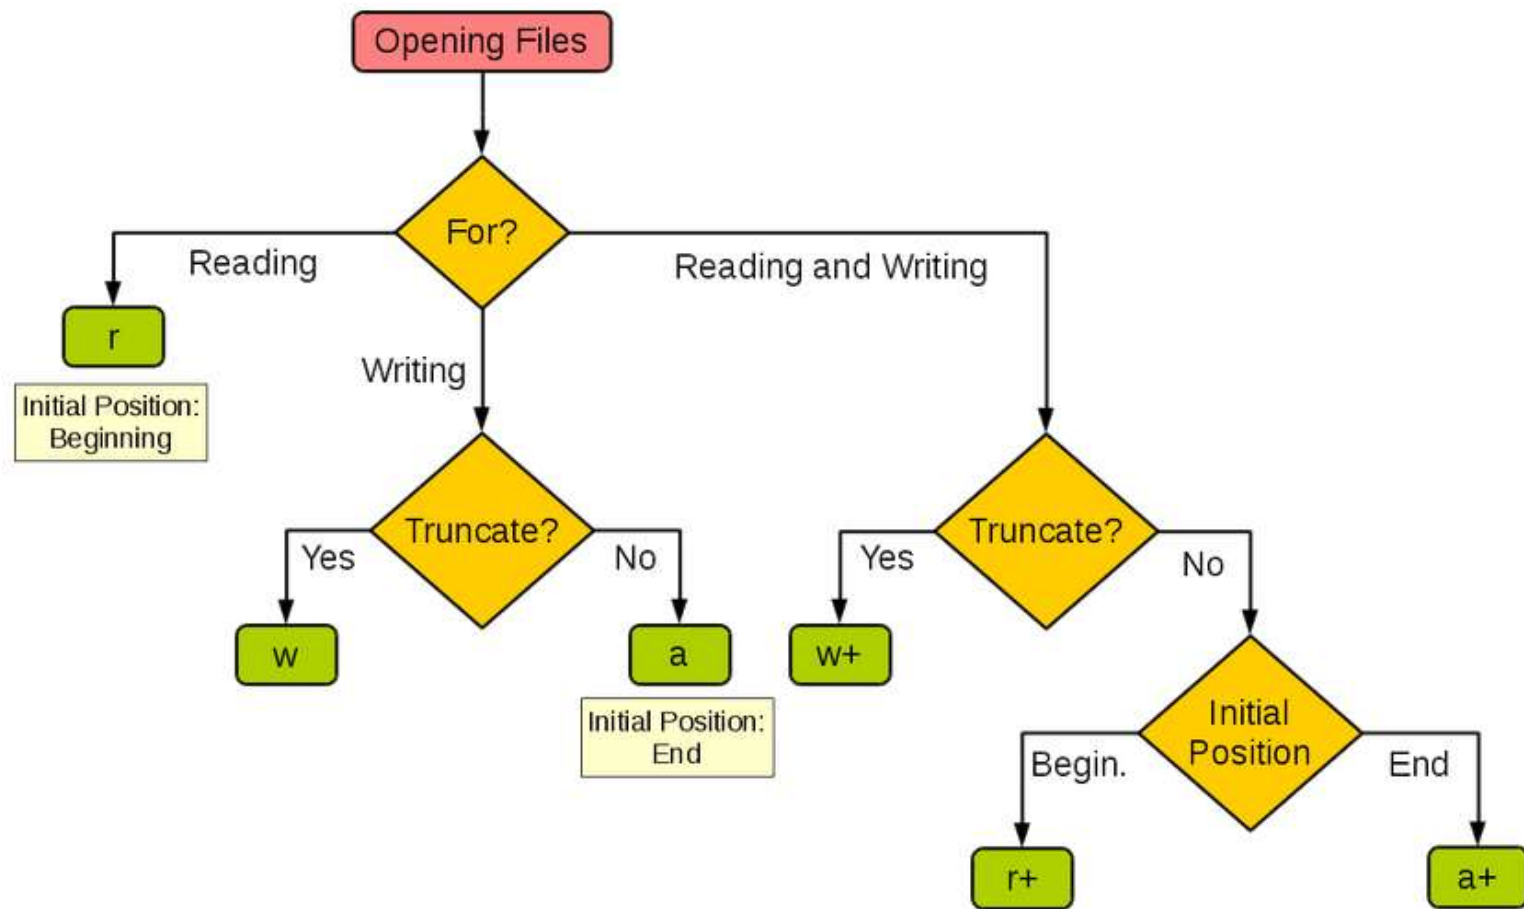 Opening Files
For?
Reading
Reading and Writing
r
Writing
Initial Position:
Beginning
Truncate?
Truncate?
Yes
No
Yes
No
w
a
w+
Initial Position:
End
Initial
Position
Begin.
End
r+
a+